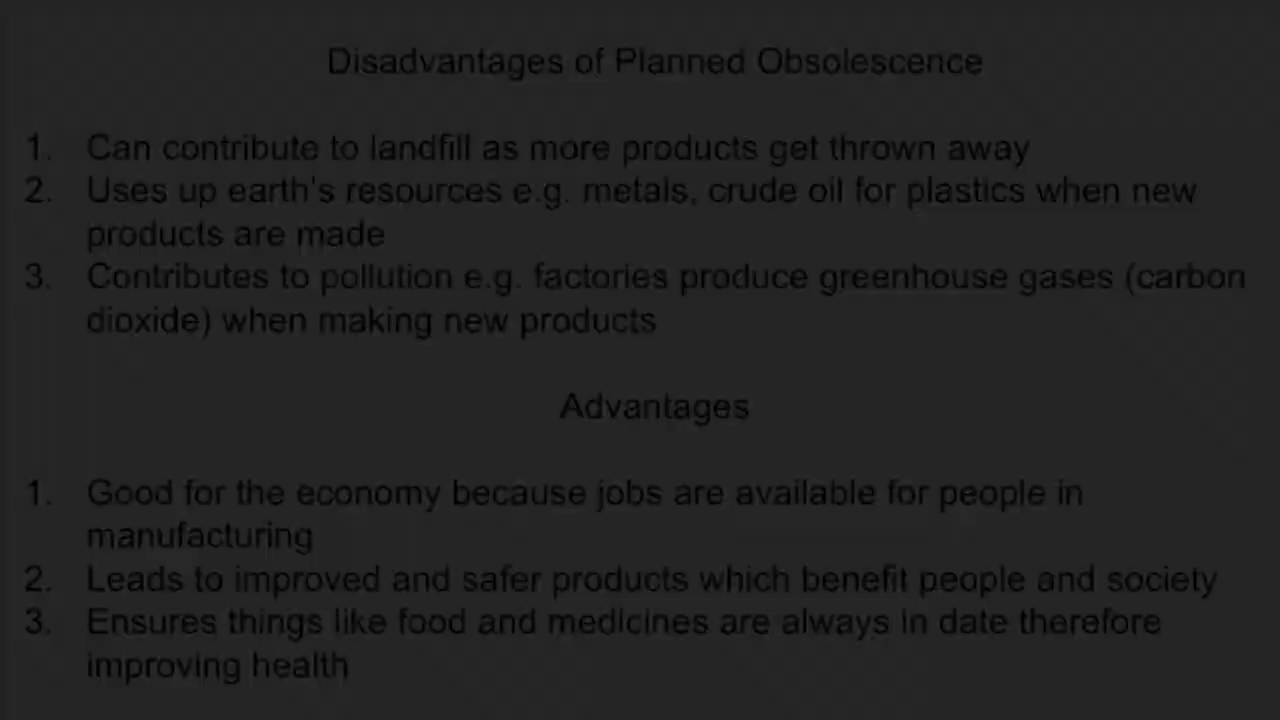 Disadvantages of Planned Obsolescence
1. Can contribute to landfill as more products get thrown away
2. Uses up earth's resources e.g. metals, crude oil for plastics when new
products are made
3. Contributes to pollution e.g. factories produce greenhouse gases (carbon
dioxide) when making new products
Advantages
1. Good for the economy because jobs are available for people in
manufacturing
2. Leads to improved and safer products which benefit people and society
3. Ensures things like food and medicines are always in date therefore
improving health